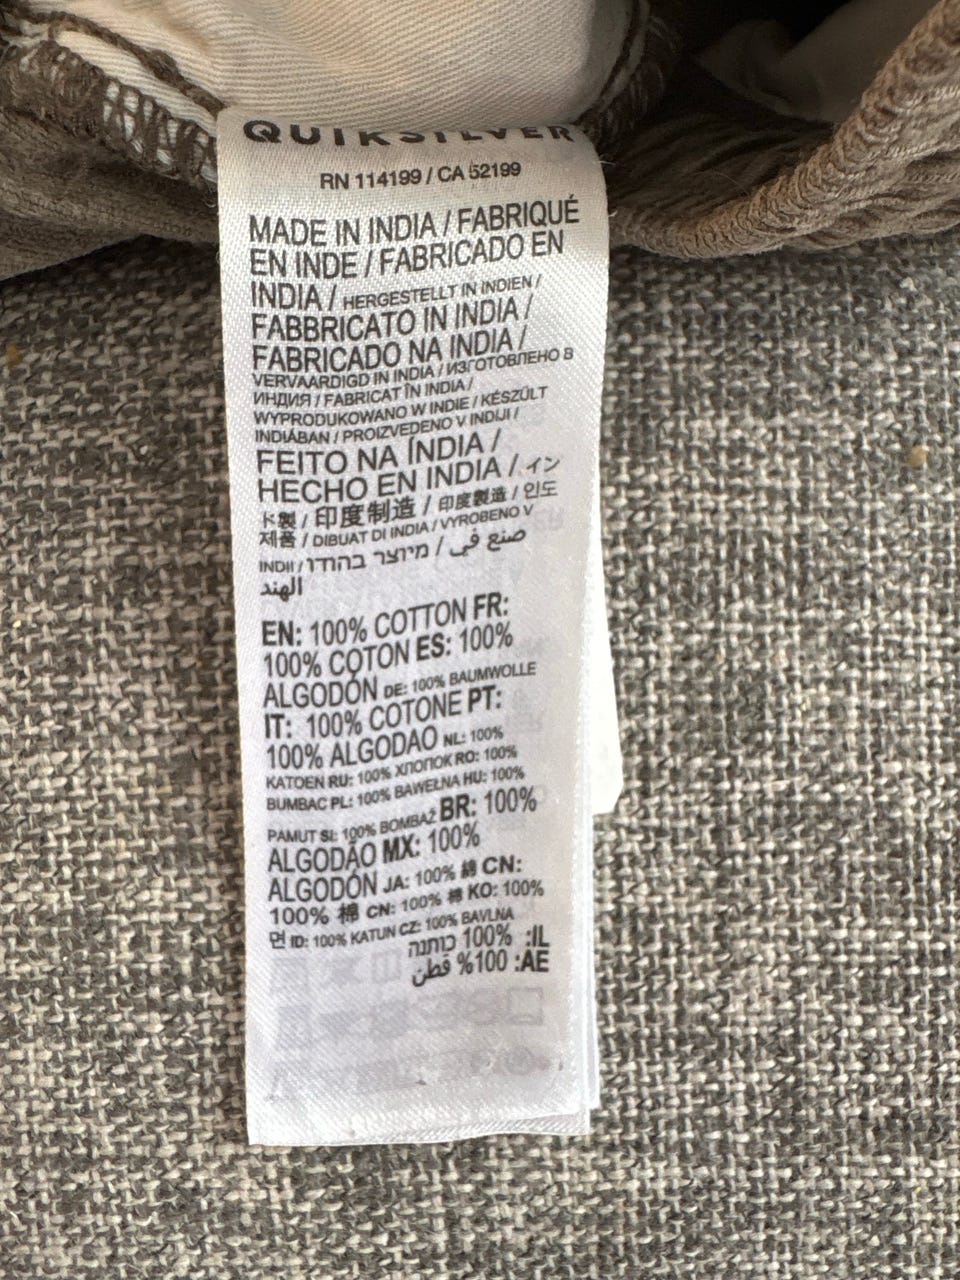 QUIKSILVER
RN 114199 / CA 52199
MADE IN INDIA / FABRIQUÉ
EN INDE / FABRICADO EN
INDIA / HERGESTELLT IN INDIEN /
FABBRICATO IN INDIA /
FABRICADO NA INDIA /
VERVAARDIGD IN INDIA / ИЗГОТОВЛЕНО В
ИНДИЯ / FABRICAT ÎN INDIA /
WYPRODUKOWANO W INDIE / KÉSZÜLT
INDIÁBAN / PROIZVEDENO V INDIJI /
FEITO NA ÍNDIA /
HECHO EN INDIA / イン
ド製 / 印度制造 / 印度製造 / 인도
제품 / DIBUAT DI INDIA / VYROBENO V
INDII / מיוצר בהודו / صنع في
الهند
EN: 100% COTTON FR:
100% COTON ES: 100%
ALGODÓN DE: 100% BAUMWOLLE
IT: 100% COTONE PT:
100% ALGODAO NL: 100%
KATOEN RU: 100% ХЛОПОК RO: 100%
BUMBAC PL: 100% BAWEŁNA HU: 100%
PAMUT SI: 100% BOMBAŽ BR: 100%
ALGODÃO MX: 100%
ALGODÓN JA: 100% 綿 CN:
100% 棉 CN: 100% 棉 KO: 100%
면 ID: 100% KATUN CZ: 100% BAVLNA
IL: 100% כותנה
AE: 100% قطن